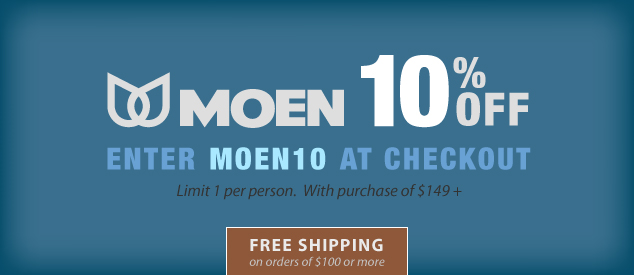 MOEN 10% OFF
ENTER MOEN10 AT CHECKOUT
Limit 1 per person. With purchase of $149 +
FREE SHIPPING
on orders of $100 or more